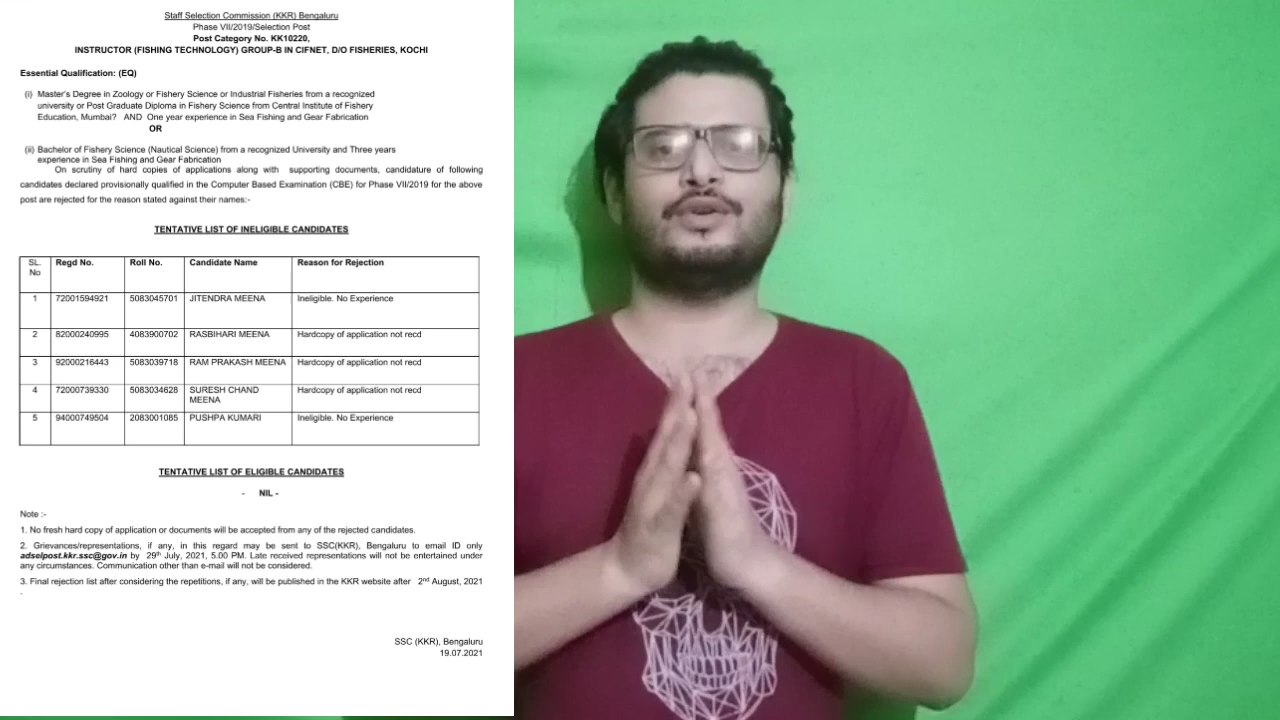 Staff Selection Commission (KKR) Bengaluru
Phase VII/2019/Selection Post
Post Category No. KK10220,
INSTRUCTOR (FISHING TECHNOLOGY) GROUP-B IN CIFNET, D/O FISHERIES, KOCHI
Essential Qualification: (EQ)
(i) Master's Degree in Zoology or Fishery Science or Industrial Fisheries from a recognized
university or Post Graduate Diploma in Fishery Science from Central Institute of Fishery
Education, Mumbai? AND One year experience in Sea Fishing and Gear Fabrication
OR
(ii) Bachelor of Fishery Science (Nautical Science) from a recognized University and Three years
experience in Sea Fishing and Gear Fabrication
On scrutiny of hard copies of applications along with supporting documents, candidature of following
candidates declared provisionally qualified in the Computer Based Examination (CBE) for Phase VII/2019 for the above
post are rejected for the reason stated against their names:-
TENTATIVE LIST OF INELIGIBLE CANDIDATES
SL. No Regd No. Roll No. Candidate Name Reason for Rejection
1 72001594921 5083045701 JITENDRA MEENA Ineligible. No Experience
2 82000240995 4083900702 RASBIHARI MEENA Hardcopy of application not recd
3 92000216443 5083039718 RAM PRAKASH MEENA Hardcopy of application not recd
4 72000739330 5083034628 SURESH CHAND MEENA Hardcopy of application not recd
5 94000749504 2083001085 PUSHPA KUMARI Ineligible. No Experience
TENTATIVE LIST OF ELIGIBLE CANDIDATES
- NIL -
Note :-
1. No fresh hard copy of application or documents will be accepted from any of the rejected candidates.
2. Grievances/representations, if any, in this regard may be sent to SSC(KKR), Bengaluru to email ID only
adselpost.kkr.ssc@gov.in by 29th July, 2021, 5.00 PM. Late received representations will not be entertained under
any circumstances. Communication other than e-mail will not be considered.
3. Final rejection list after considering the repetitions, if any, will be published in the KKR website after 2nd August, 2021
.
SSC (KKR), Bengaluru
19.07.2021